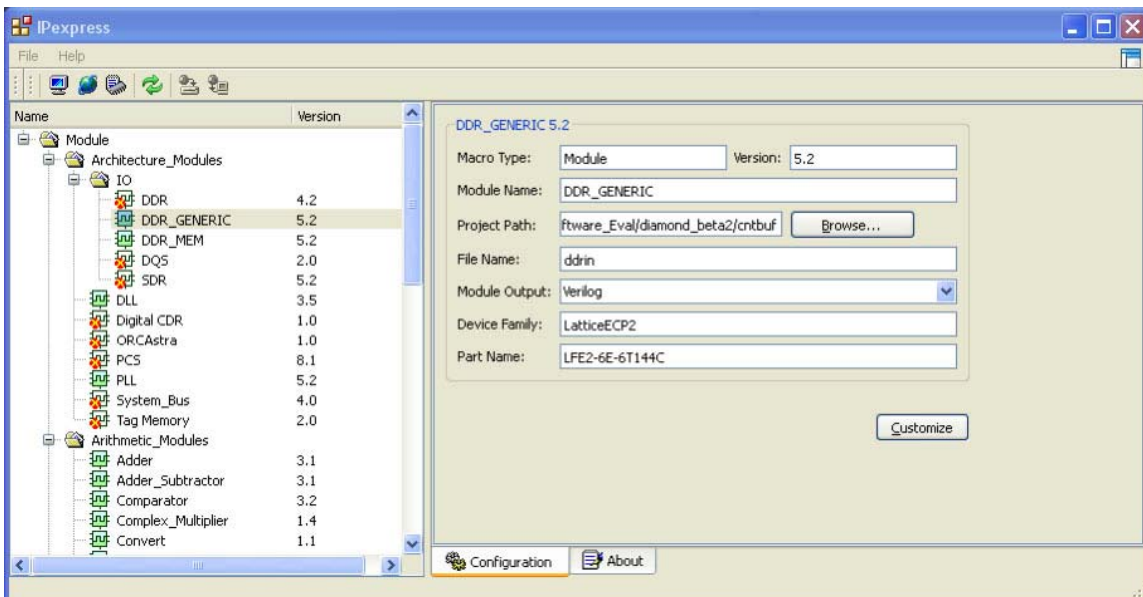 IPexpress
File Help
Name Version
Module
Architecture_Modules
IO
DDR 4.2
DDR_GENERIC 5.2
DDR_MEM 5.2
DQS 2.0
SDR 5.2
DLL 3.5
Digital CDR 1.0
ORCAstra 1.0
PCS 8.1
PLL 5.2
System_Bus 4.0
Tag Memory 2.0
Arithmetic_Modules
Adder 3.1
Adder_Subtractor 3.1
Comparator 3.2
Complex_Multiplier 1.4
Convert 1.1
DDR_GENERIC 5.2
Macro Type: Module Version: 5.2
Module Name: DDR_GENERIC
Project Path: ftware_Eval/diamond_beta2/cntbuf Browse...
File Name: ddrin
Module Output: Verilog
Device Family: LatticeECP2
Part Name: LFE2-6E-6T144C
Customize
Configuration About